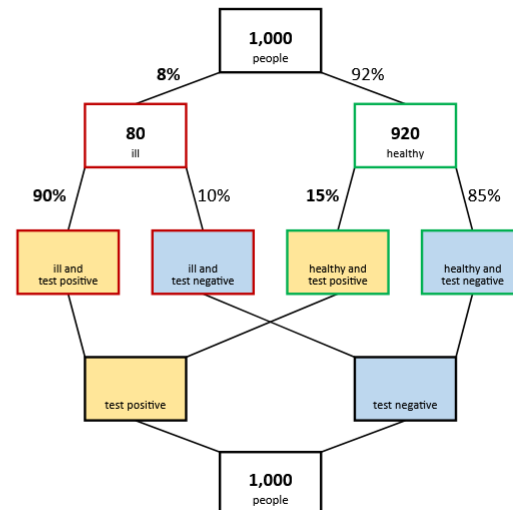 1,000
people
8%
92%
80
ill
920
healthy
90%
10%
15%
85%
ill and
test positive
ill and
test negative
healthy and
test positive
healthy and
test negative
test positive
test negative
1,000
people